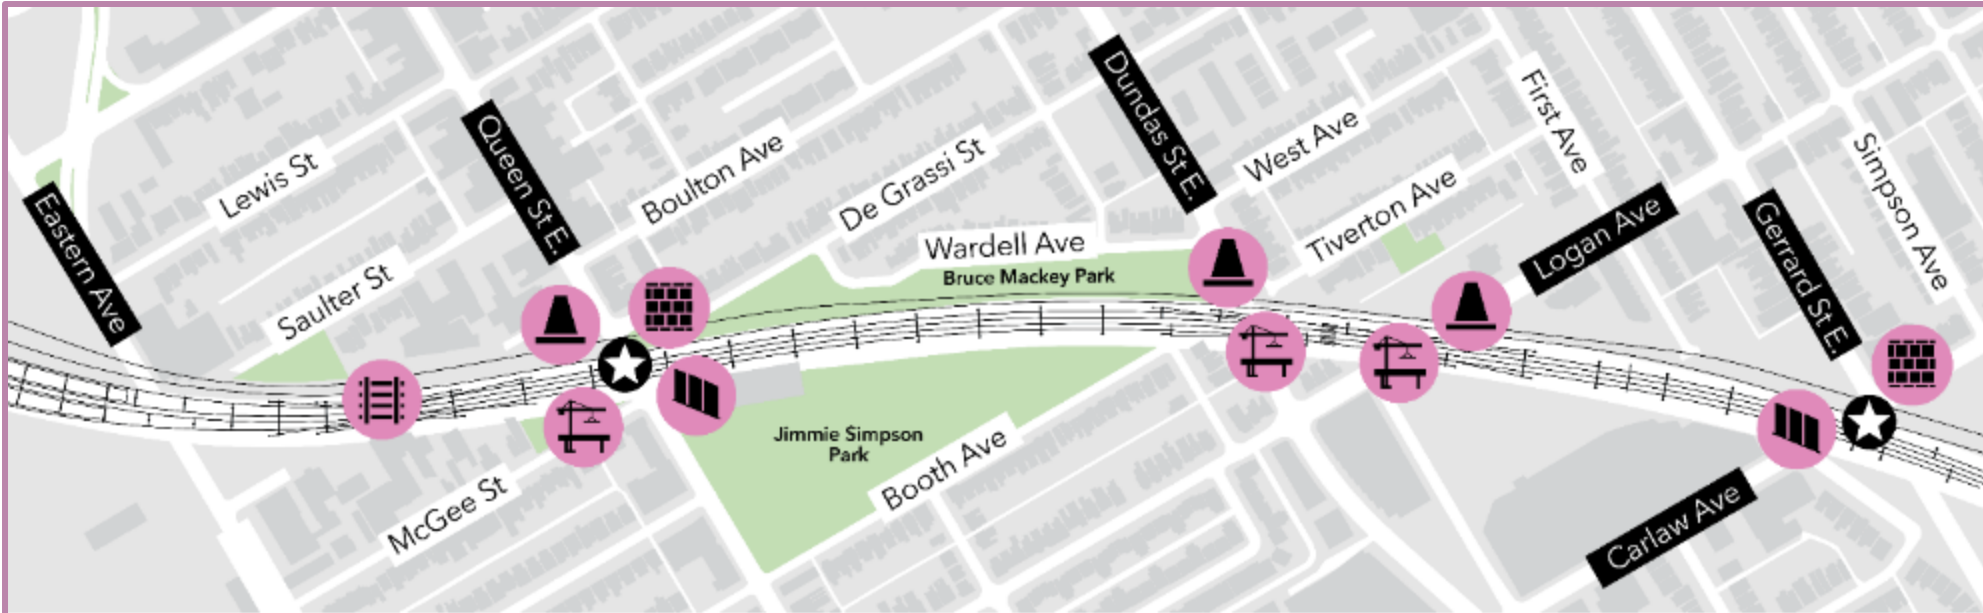 Eastern Ave
Lewis St
Saulter St
Queen St E.
Boulton Ave
De Grassi St
Wardell Ave
Bruce Mackey Park
Dundas St E.
West Ave
Tiverton Ave
First Ave
Logan Ave
Gerrard St E.
Simpson Ave
McGee St
Jimmie Simpson
Park
Booth Ave
Carlaw Ave